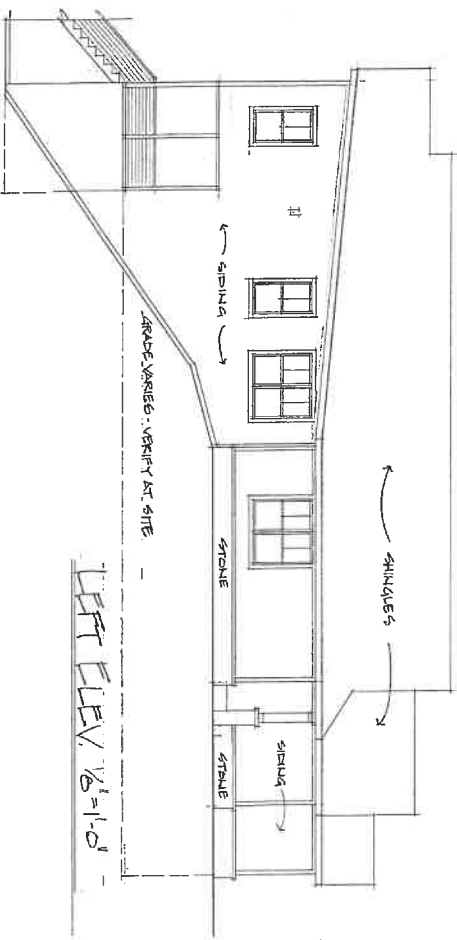 SHINGLES
SIDING
SIDING
STONE
STONE
GRADE VARIES - VERIFY AT SITE
LEFT ELEV. 1/8"=1'-0"